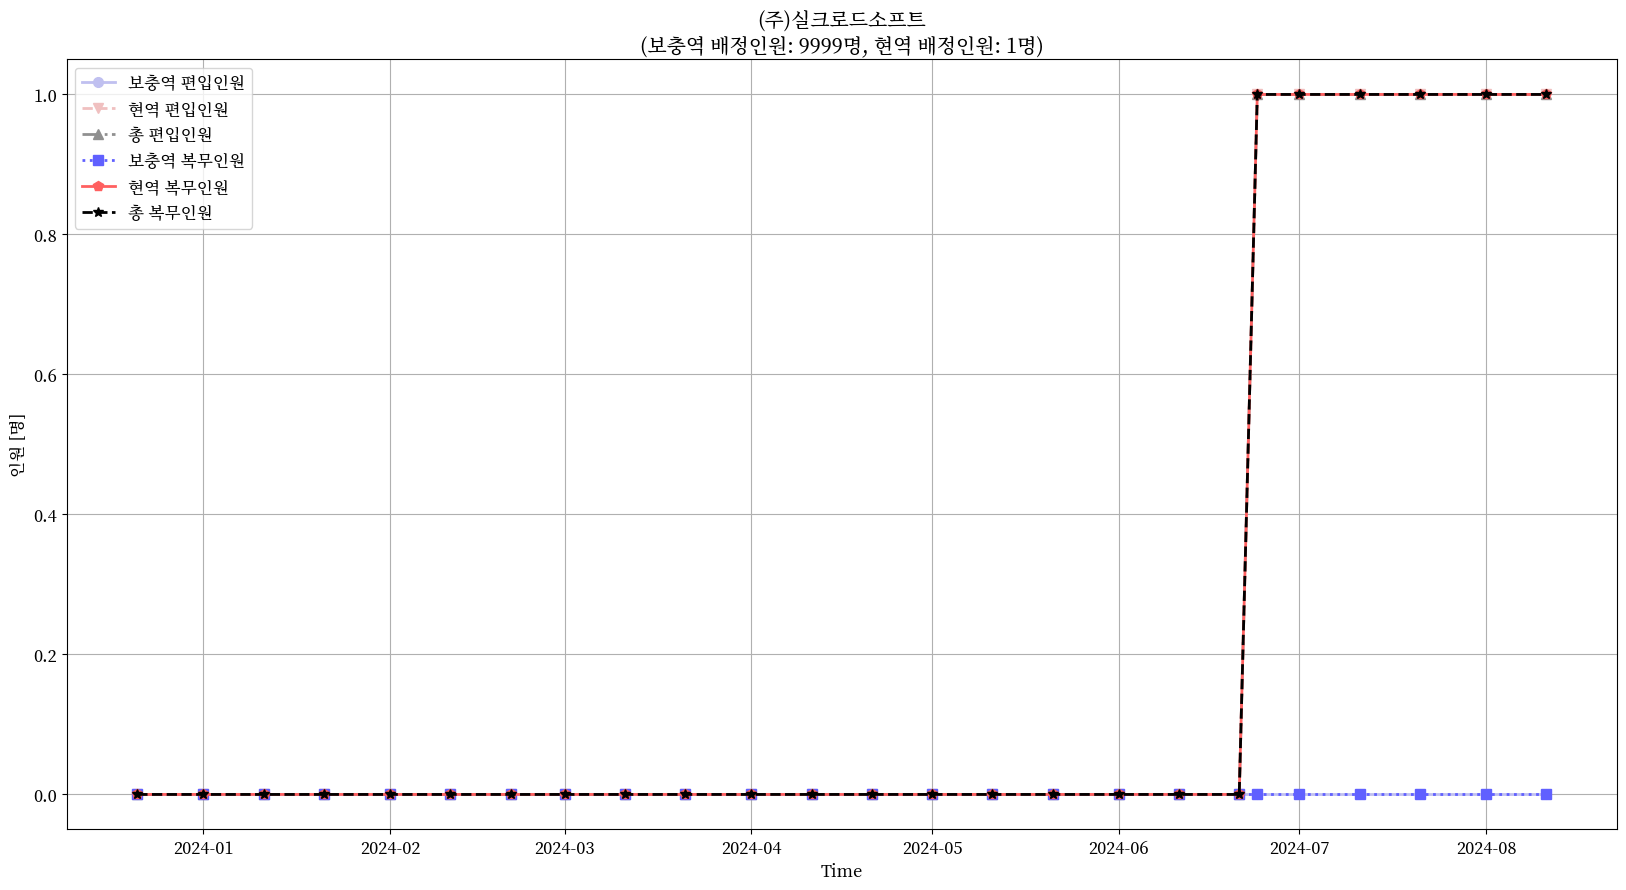 (주)실크로드소프트
(보충역 배정인원: 9999명, 현역 배정인원: 1명)
보충역 편입인원
현역 편입인원
총 편입인원
보충역 복무인원
현역 복무인원
총 복무인원
인원 [명]
1.0
0.8
0.6
0.4
0.2
0.0
2024-01 2024-02 2024-03 2024-04 2024-05 2024-06 2024-07 2024-08
Time